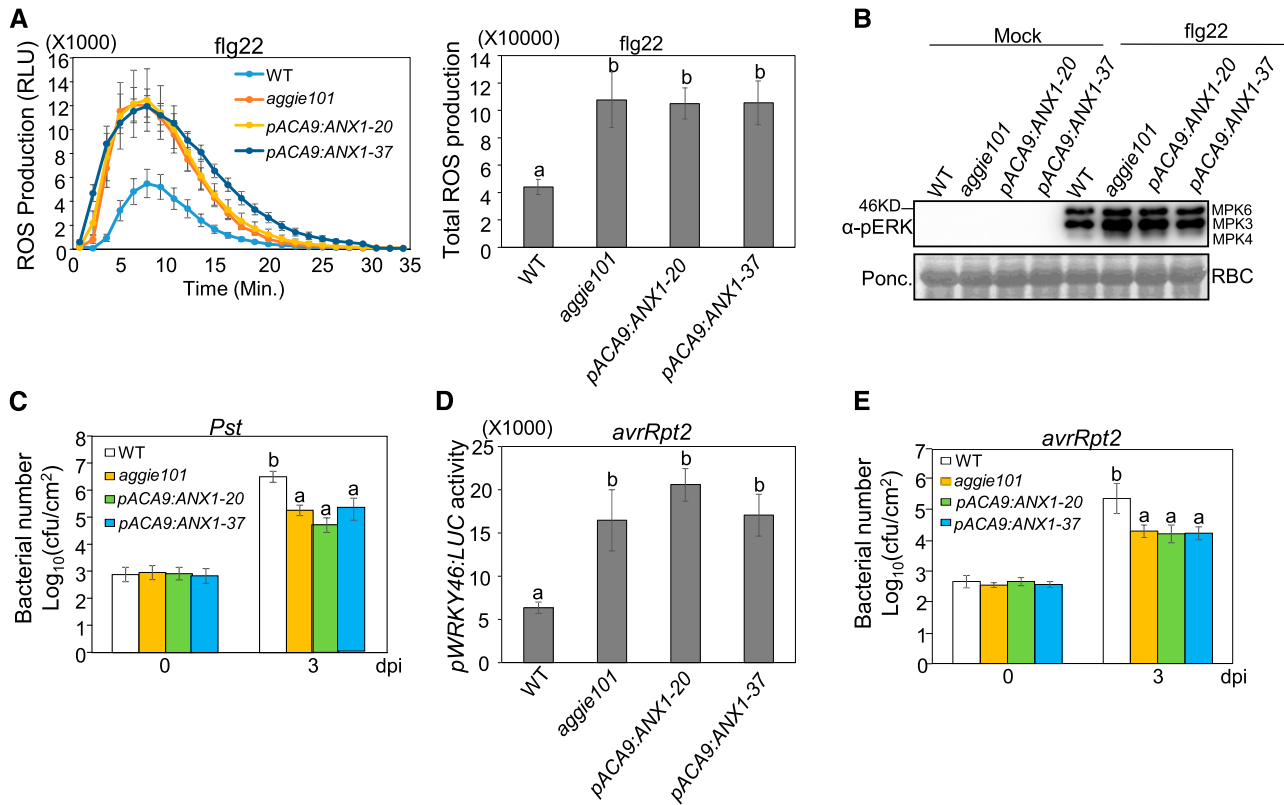 A
(X1000)
flg22
ROS Production (RLU)
16
14
12
10
8
6
4
2
0
WT
aggie101
pACA9:ANX1-20
pACA9:ANX1-37
0
5
10
15
20
25
30
35
Time (Min.)
(X10000)
flg22
Total ROS production
14
12
10
8
6
4
2
0
a
b
b
b
WT
aggie101
pACA9:ANX1-20
pACA9:ANX1-37
B
Mock
flg22
WT
aggie101
pACA9:ANX1-20
pACA9:ANX1-37
WT
aggie101
pACA9:ANX1-20
pACA9:ANX1-37
46KD
α-pERK
MPK6
MPK3
MPK4
Ponc.
RBC
C
Pst
Bacterial number
Log10(cfu/cm2)
8
7
6
5
4
3
2
1
0
WT
aggie101
pACA9:ANX1-20
pACA9:ANX1-37
b
a
a
a
0
3
dpi
D
(X1000)
avrRpt2
pWRKY46:LUC activity
25
20
15
10
5
0
a
b
b
b
WT
aggie101
pACA9:ANX1-20
pACA9:ANX1-37
E
avrRpt2
Bacterial number
Log10(cfu/cm2)
7
6
5
4
3
2
1
0
WT
aggie101
pACA9:ANX1-20
pACA9:ANX1-37
b
a
a
a
0
3
dpi